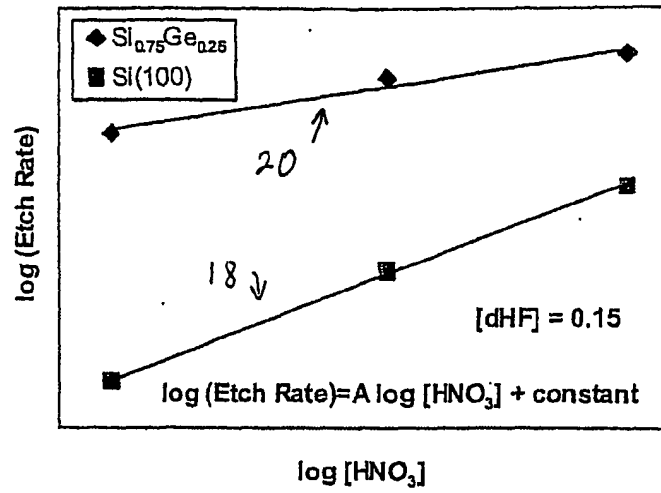 Si0.75Ge0.25
Si(100)
log (Etch Rate)
20
18
[dHF] = 0.15
log (Etch Rate)=A log [HNO3] + constant
log [HNO3]